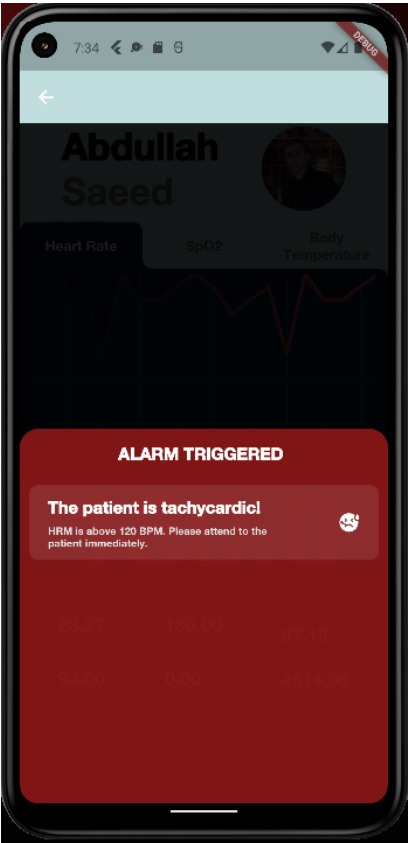 7:34
DEBUG
Abdullah
Saeed
Heart Rate
SpO2
Body
Temperature
ALARM TRIGGERED
The patient is tachycardic!
HRM is above 120 BPM. Please attend to the
patient immediately.
83.27 180.00 67.19
93.00 0.00 4514.86